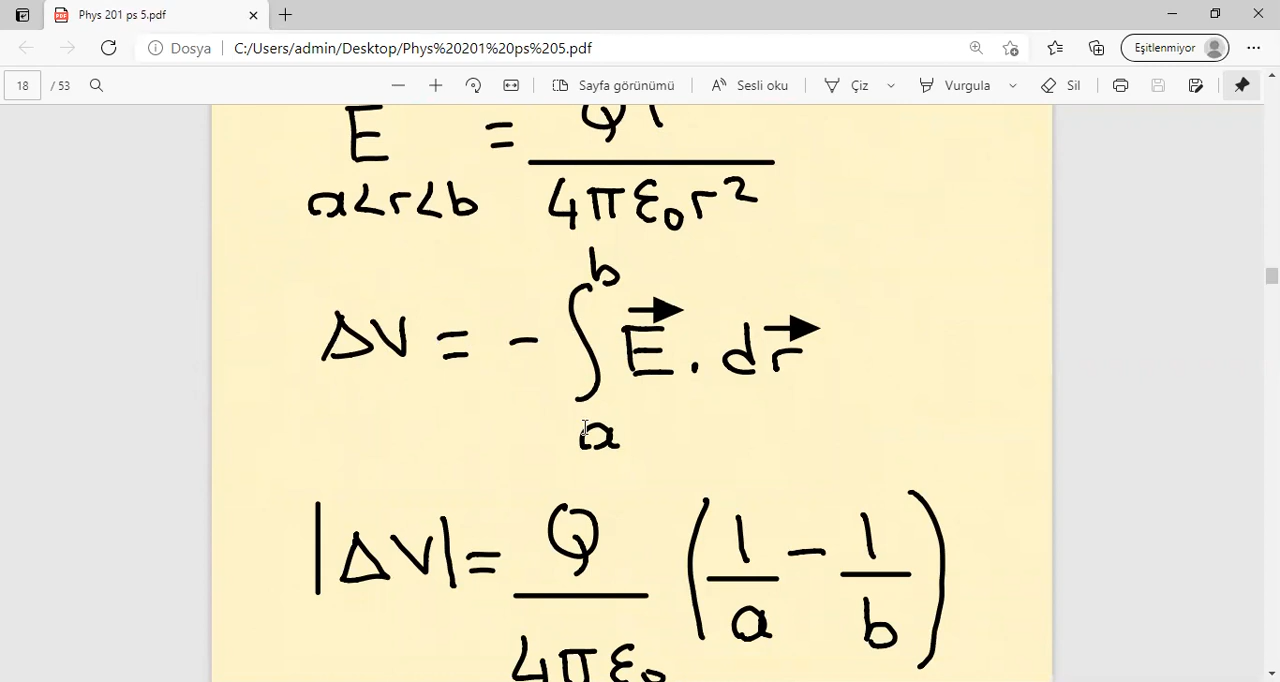 Phys 201 ps 5.pdf
Dosya C:/Users/admin/Desktop/Phys%20201%20ps%205.pdf Eşitlenmiyor
18 / 53 Sayfa görünümü Sesli oku Çiz Vurgula Sil
E = Q
a<r<b 4πε₀r²
b
ΔV = - ∫ E⃗ . dr⃗
a
|ΔV| = Q ( 1 - 1 )
a b
4πε₀